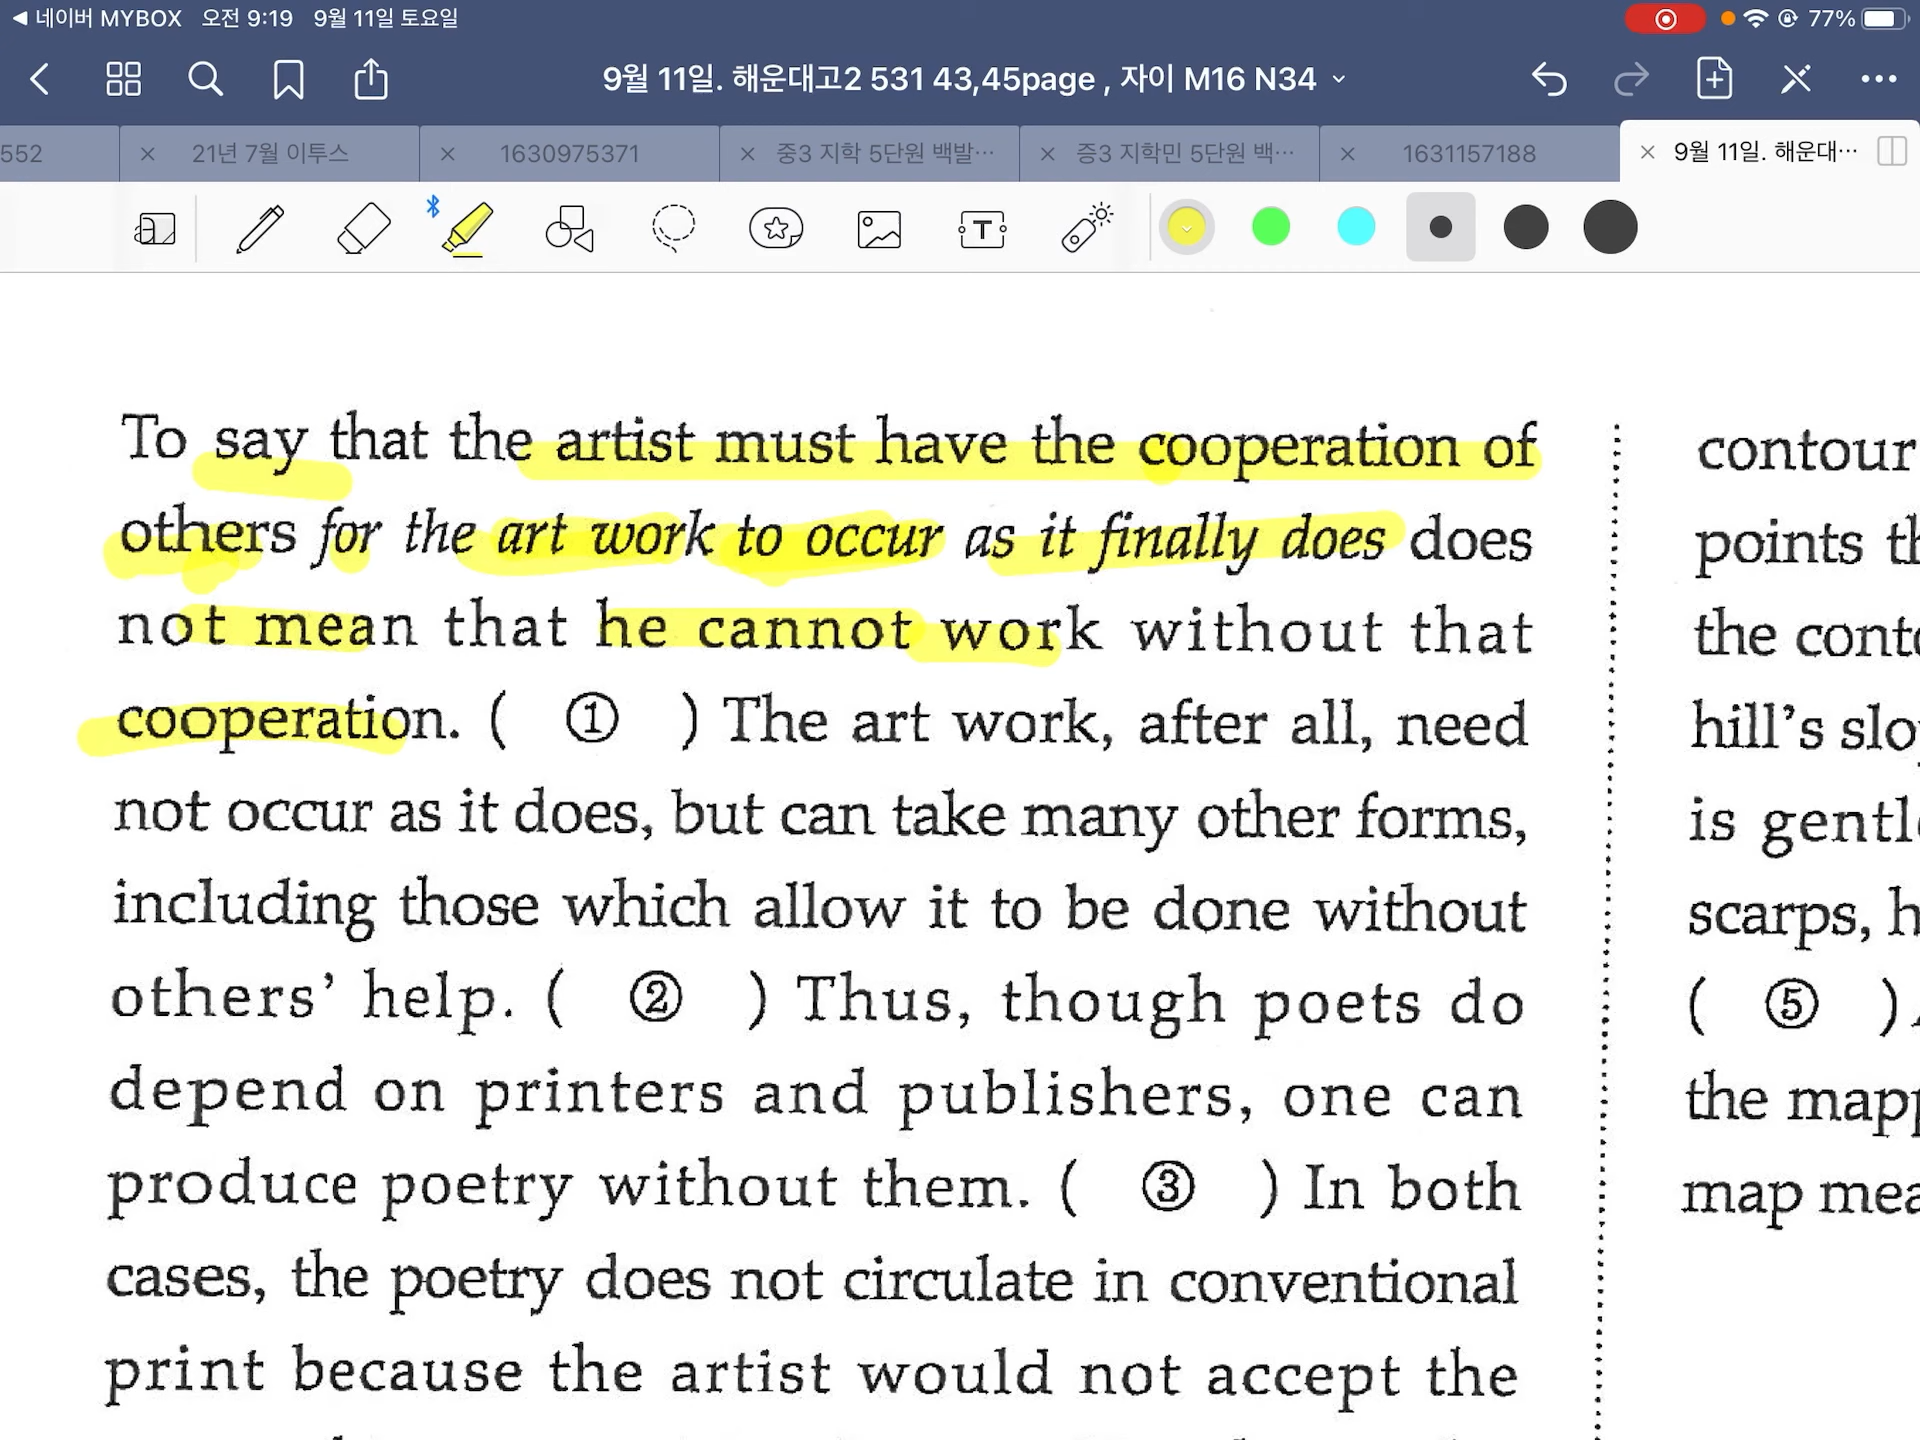 네이버 MYBOX 오전 9:19 9월 11일 토요일
77%
9월 11일. 해운대고2 531 43,45page , 자이 M16 N34
552
21년 7월 이투스
1630975371
중3 지학 5단원 백발…
증3 지학민 5단원 백…
1631157188
9월 11일. 해운대…
To say that the artist must have the cooperation of
others for the art work to occur as it finally does does
not mean that he cannot work without that
cooperation. ( ① ) The art work, after all, need
not occur as it does, but can take many other forms,
including those which allow it to be done without
others’ help. ( ② ) Thus, though poets do
depend on printers and publishers, one can
produce poetry without them. ( ③ ) In both
cases, the poetry does not circulate in conventional
print because the artist would not accept the
contour
points th
the conto
hill’s slo
is gentl
scarps, h
( ⑤ )
the mapp
map mea